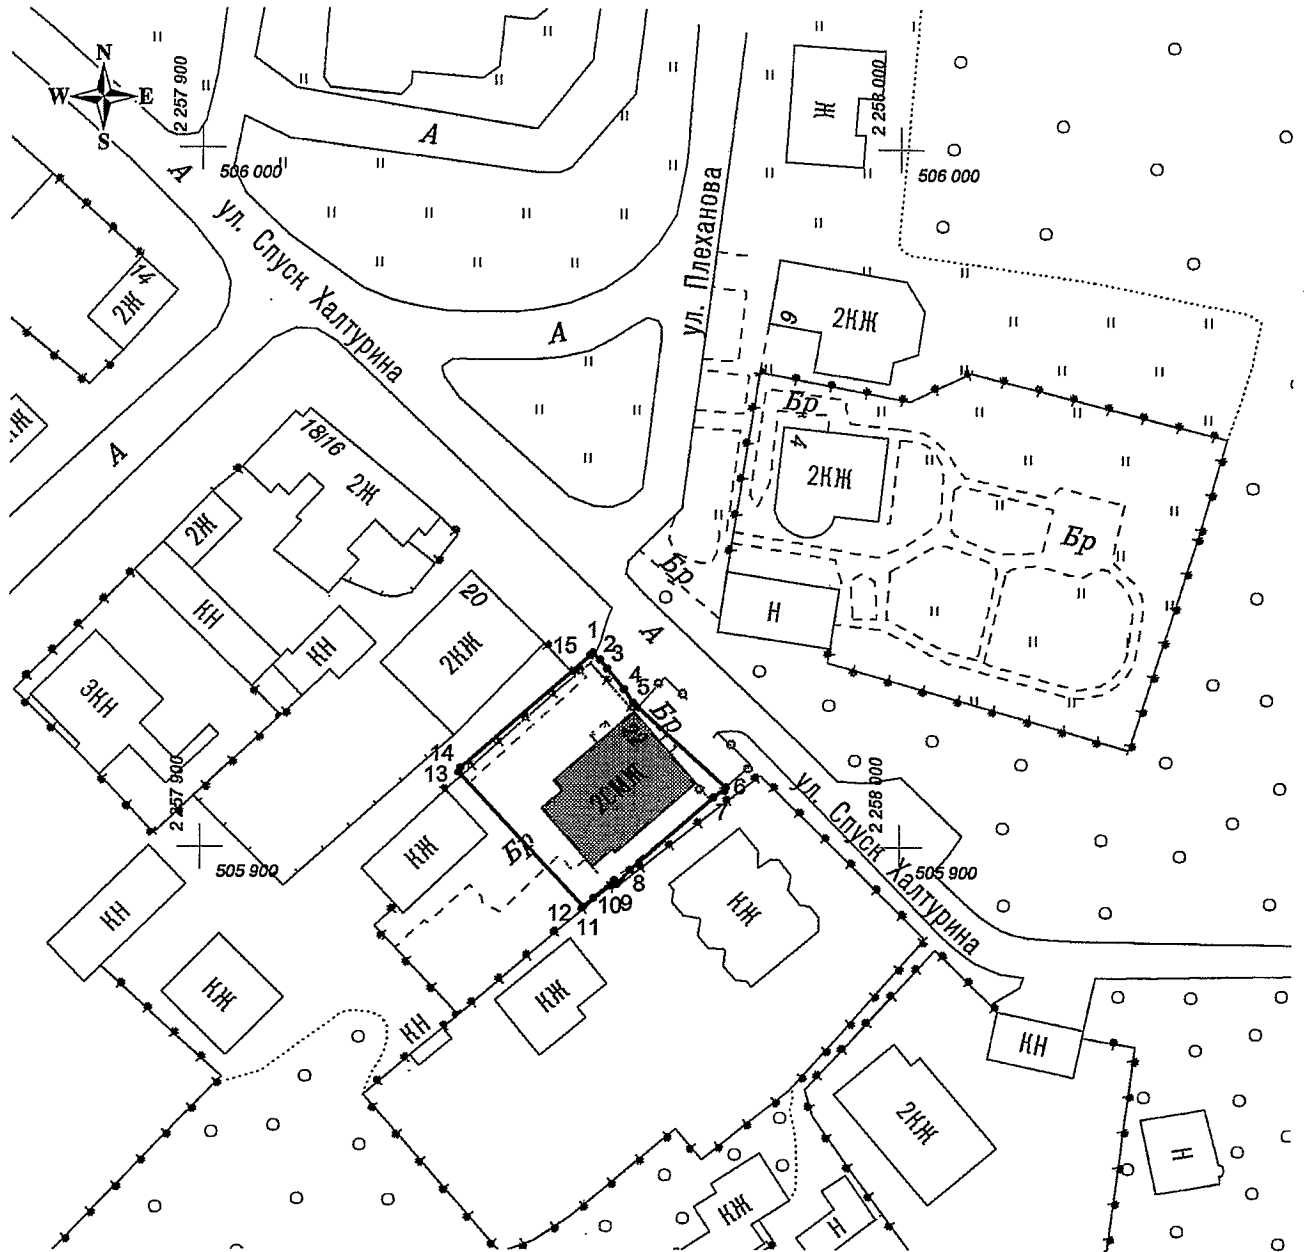 N
W E
S
2 257 900
506 000
А
А
ул. Спуск Халтурина
ул. Плеханова
Ж
2 258 000
506 000
14
2Ж
А
6
2КЖ
Бр
4
2КЖ
Бр
Н
Бр
А
А
18/16
2Ж
2Ж
КН
КН
3КН
20
2КЖ
15
1
2
3
4
5
Бр
6
7
14
13
Бр
8
9
10
11
12
2 257 900
505 900
2 258 000
505 900
ул. Спуск Халтурина
КЖ
КЖ
КН
КЖ
КЖ
КН
КН
2КЖ
Н
КЖ
Н